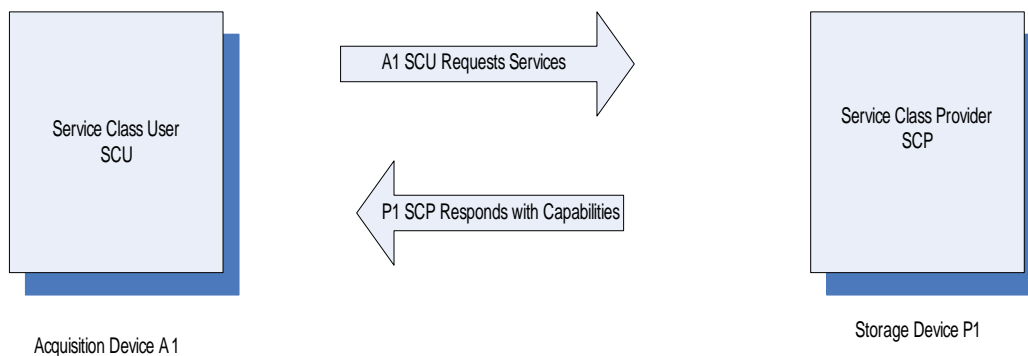 A1 SCU Requests Services
Service Class User
SCU
Service Class Provider
SCP
P1 SCP Responds with Capabilities
Acquisition Device A1
Storage Device P1